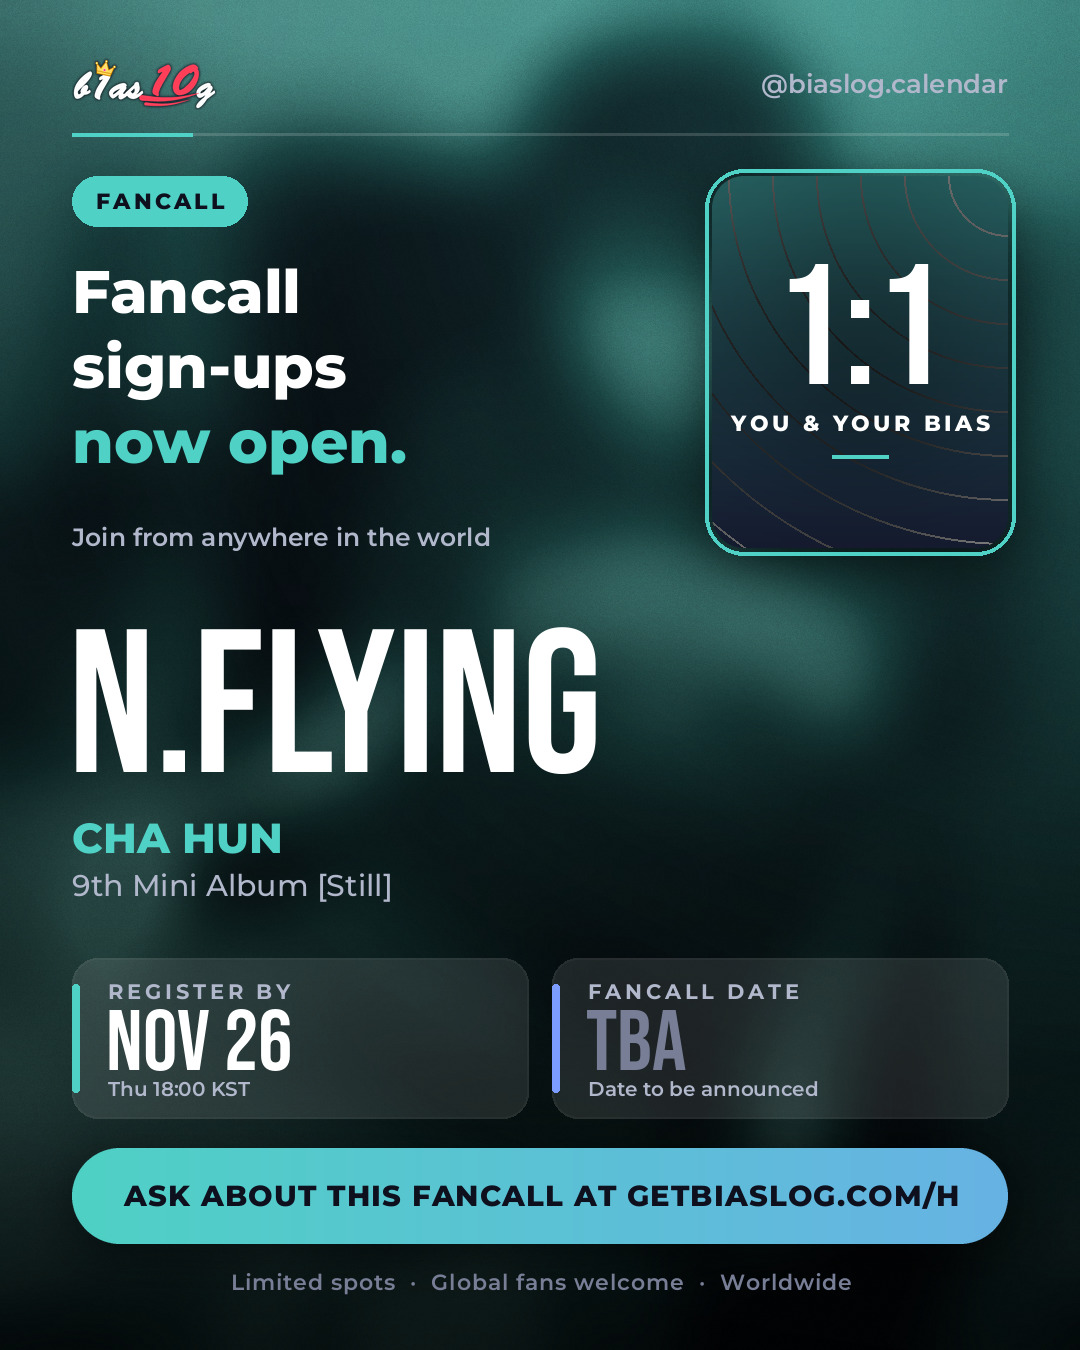 b1as10g
@biaslog.calendar
FANCALL
Fancall
sign-ups
now open.
Join from anywhere in the world
1:1
YOU & YOUR BIAS
N.FLYING
CHA HUN
9th Mini Album [Still]
REGISTER BY
NOV 26
Thu 18:00 KST
FANCALL DATE
TBA
Date to be announced
ASK ABOUT THIS FANCALL AT GETBIASLOG.COM/H
Limited spots · Global fans welcome · Worldwide